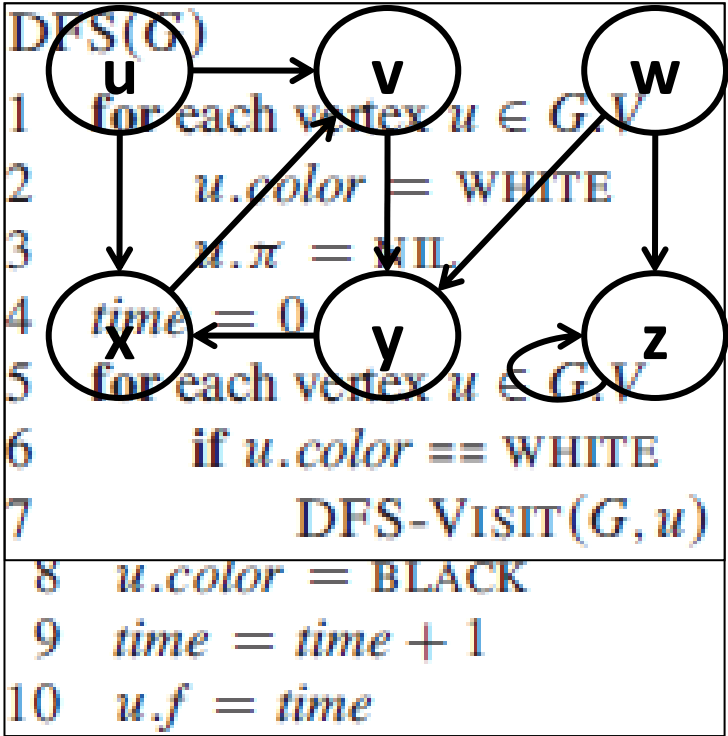 DFS(G)
u v w
1 for each vertex u ∈ G.V
2 u.color = WHITE
3 u.π = NIL
4 time = 0
x y z
5 for each vertex u ∈ G.V
6 if u.color == WHITE
7 DFS-VISIT(G, u)
8 u.color = BLACK
9 time = time + 1
10 u.f = time